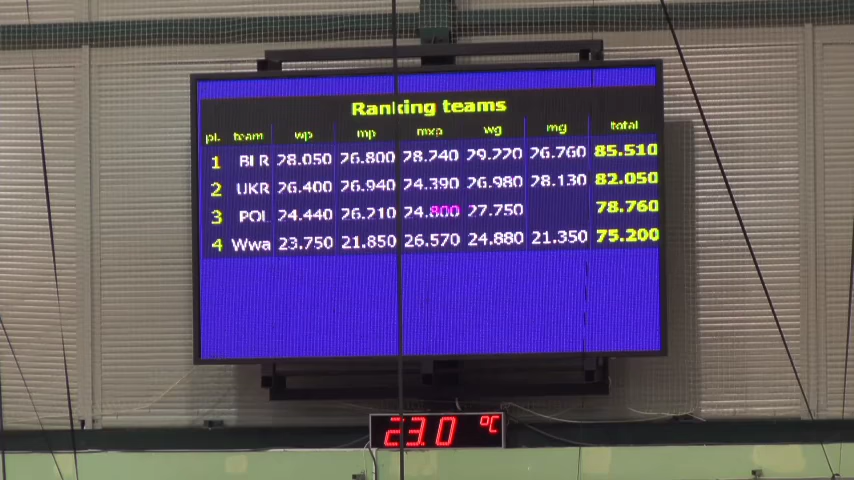 Ranking teams
pl. team wp mp mxp wg mg total
1 BLR 28.050 26.800 28.240 29.220 26.760 85.510
2 UKR 26.400 26.940 24.390 26.980 28.130 82.050
3 POL 24.440 26.210 24.800 27.750 78.760
4 Wwa 23.750 21.850 26.570 24.880 21.350 75.200
23.0 °C